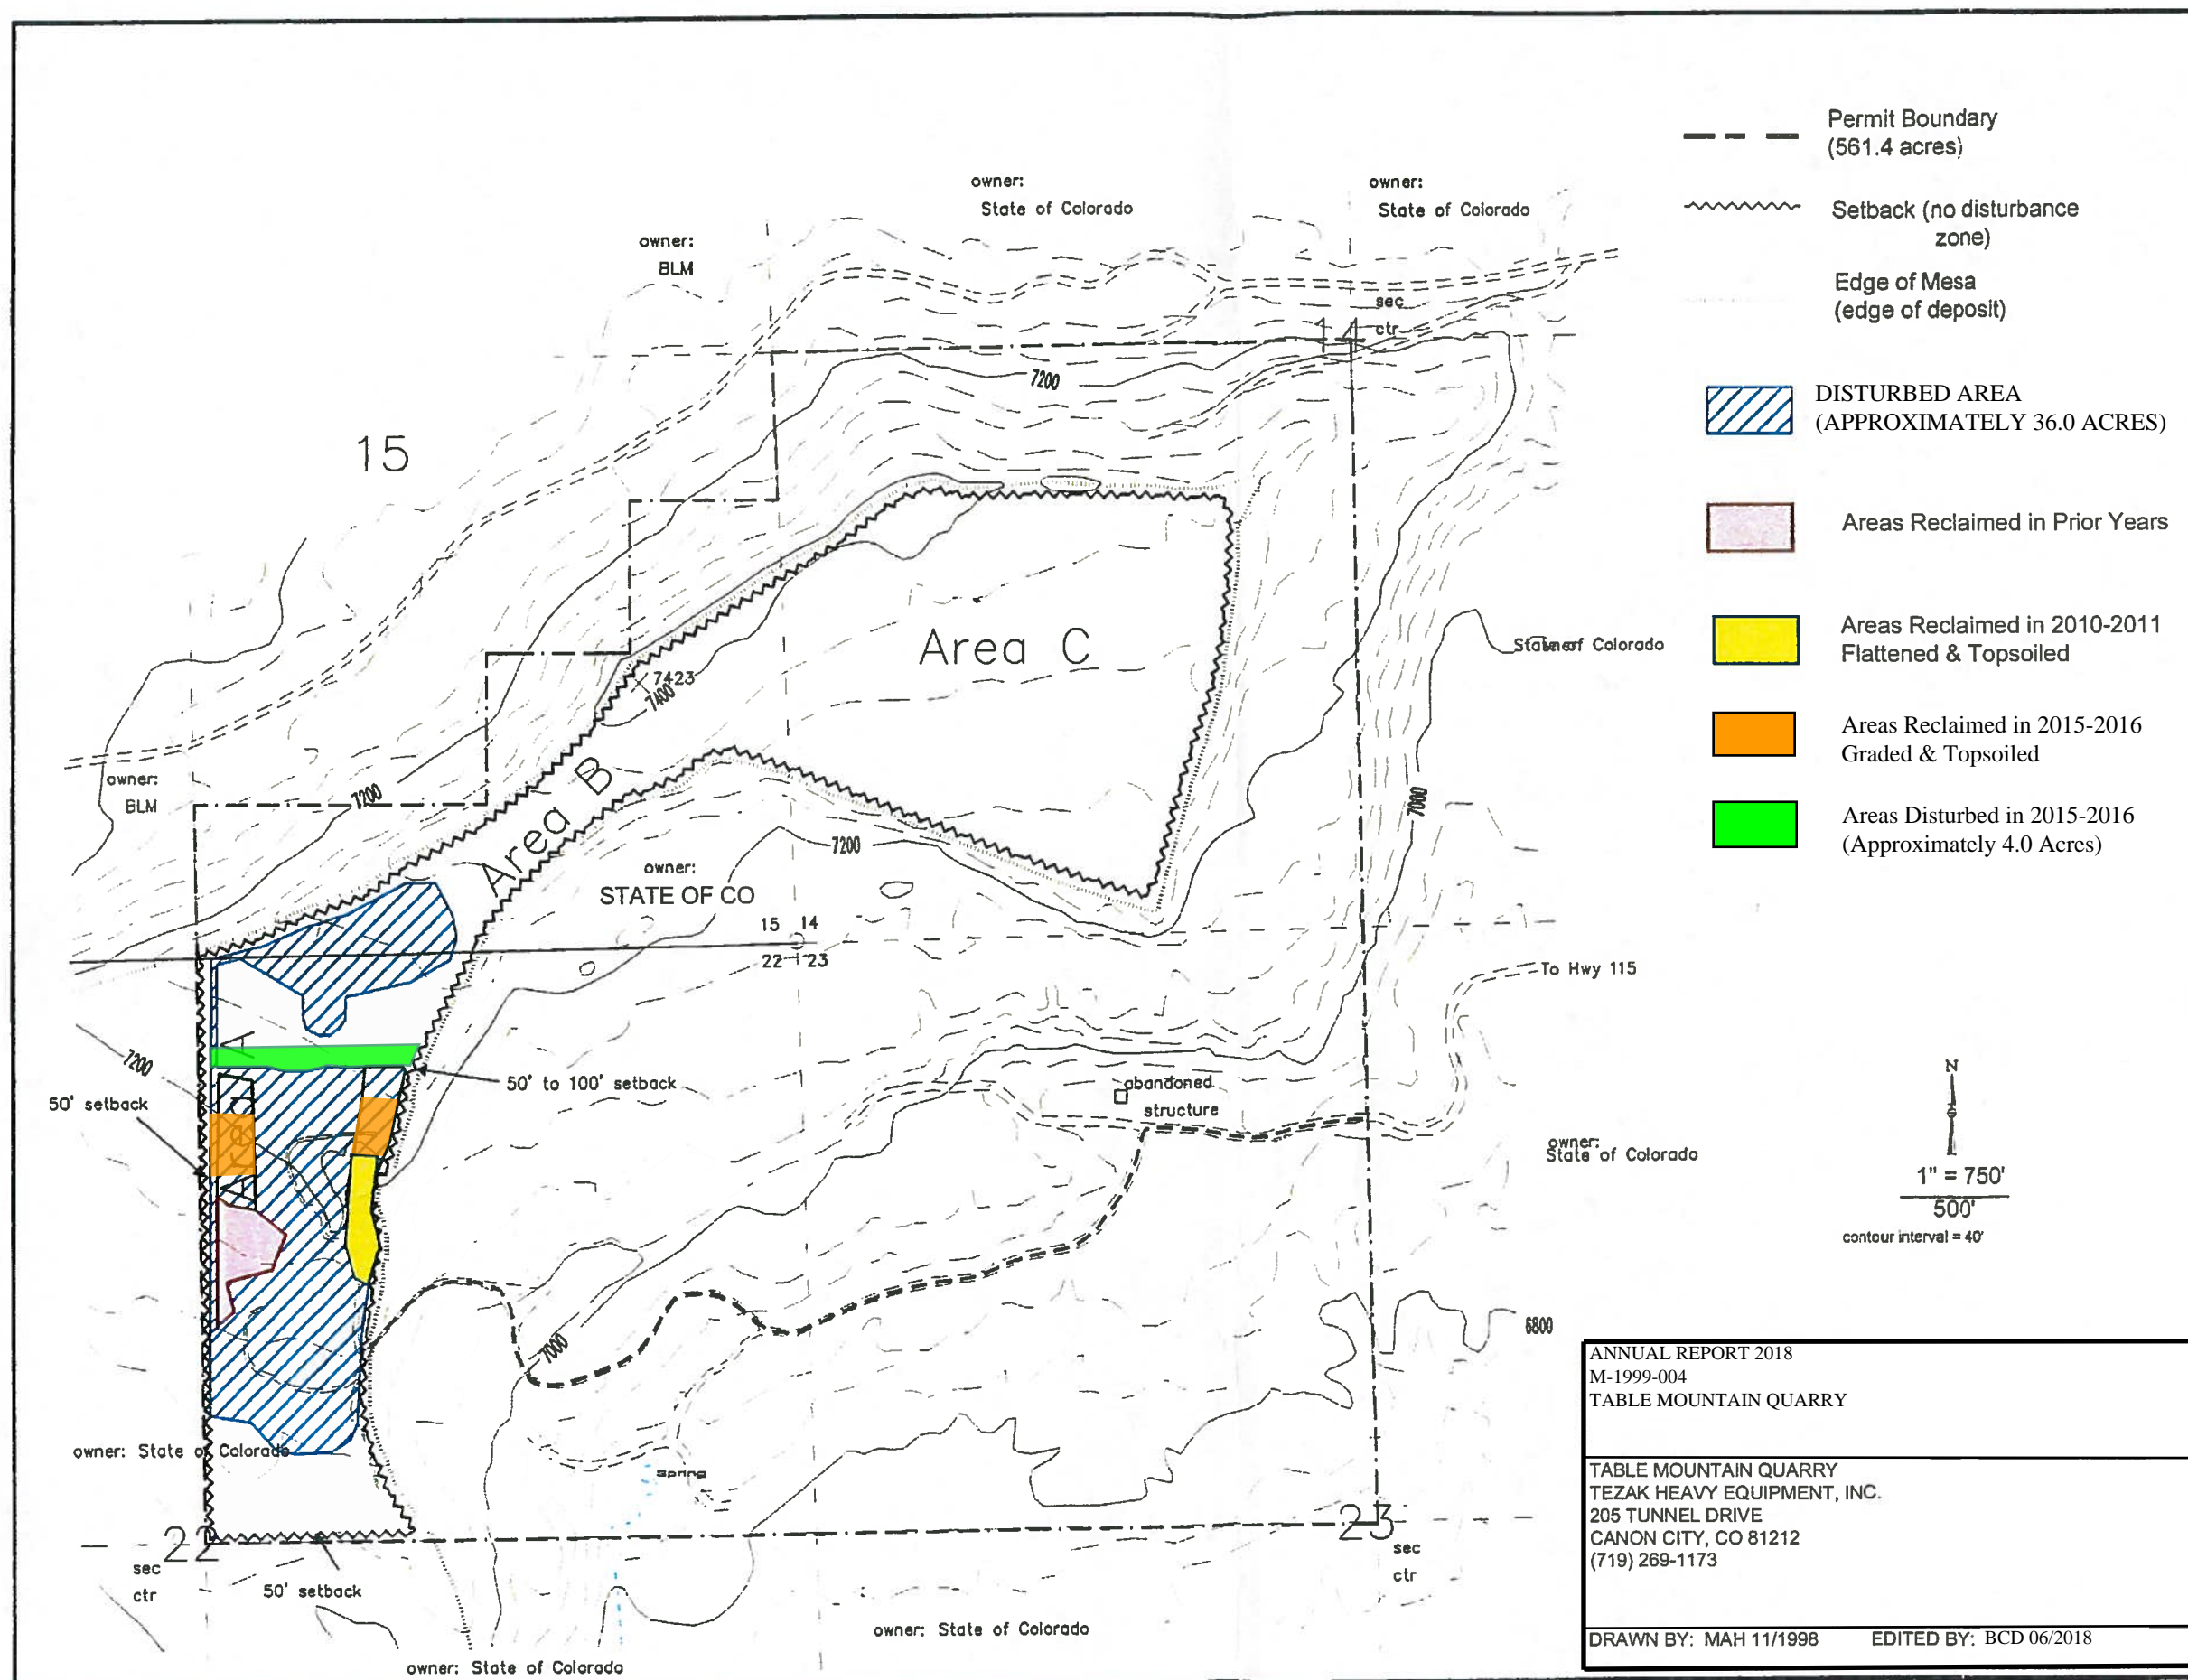 Permit Boundary
(561.4 acres)
Setback (no disturbance
zone)
Edge of Mesa
(edge of deposit)
DISTURBED AREA
(APPROXIMATELY 36.0 ACRES)
Areas Reclaimed in Prior Years
Areas Reclaimed in 2010-2011
Flattened & Topsoiled
Areas Reclaimed in 2015-2016
Graded & Topsoiled
Areas Disturbed in 2015-2016
(Approximately 4.0 Acres)
owner:
State of Colorado
owner:
State of Colorado
owner:
BLM
sec
14
ctr
7200
15
Area C
State of Colorado
7423
7400
owner:
BLM
7200
Area B
7000
7200
owner:
STATE OF CO
15 14
22 23
To Hwy 115
7200
50' to 100' setback
50' setback
Area A
abandoned
structure
owner:
State of Colorado
N
1" = 750'
500'
contour interval = 40'
7000
6800
owner: State of Colorado
Spring
22
sec
ctr
50' setback
23
sec
ctr
owner: State of Colorado
owner: State of Colorado
ANNUAL REPORT 2018
M-1999-004
TABLE MOUNTAIN QUARRY
TABLE MOUNTAIN QUARRY
TEZAK HEAVY EQUIPMENT, INC.
205 TUNNEL DRIVE
CANON CITY, CO 81212
(719) 269-1173
DRAWN BY: MAH 11/1998 EDITED BY: BCD 06/2018